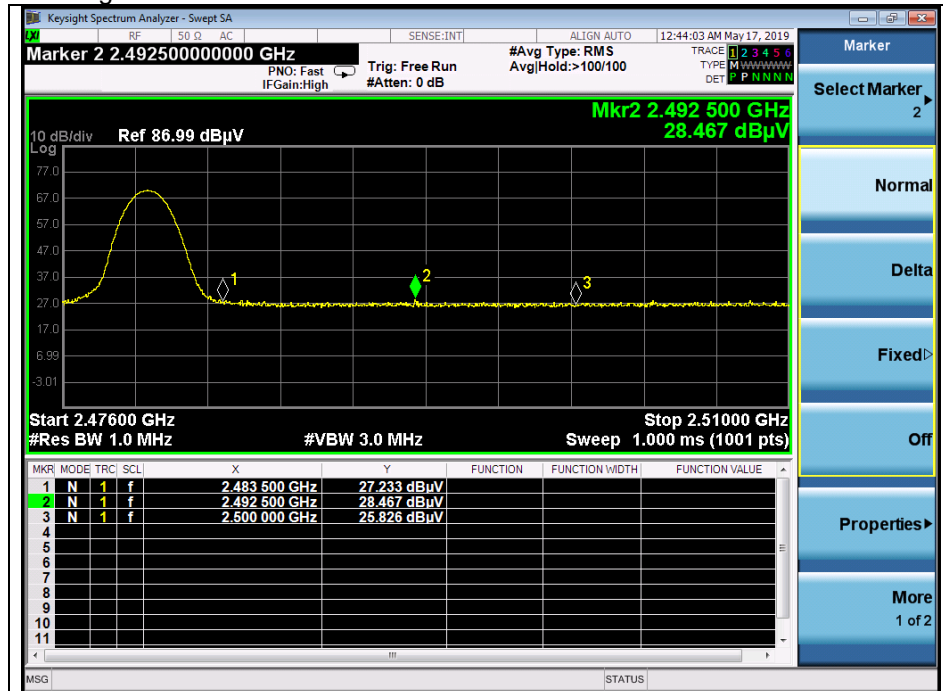 Keysight Spectrum Analyzer - Swept SA
LXI RF 50 Ω AC SENSE:INT ALIGN AUTO 12:44:03 AM May 17, 2019
Marker 2 2.492500000000 GHz
PNO: Fast
IFGain:High
Trig: Free Run
#Atten: 0 dB
#Avg Type: RMS
Avg|Hold:>100/100
TRACE 1 2 3 4 5 6
TYPE M WWWWW
DET P P N N N N
Mkr2 2.492 500 GHz
28.467 dBµV
10 dB/div Ref 86.99 dBµV
Log
77.0
67.0
57.0
47.0
37.0
27.0
17.0
6.99
-3.01
1
2
3
Start 2.47600 GHz Stop 2.51000 GHz
#Res BW 1.0 MHz #VBW 3.0 MHz Sweep 1.000 ms (1001 pts)
MKR MODE TRC SCL X Y FUNCTION FUNCTION WIDTH FUNCTION VALUE
1 N 1 f 2.483 500 GHz 27.233 dBµV
2 N 1 f 2.492 500 GHz 28.467 dBµV
3 N 1 f 2.500 000 GHz 25.826 dBµV
4
5
6
7
8
9
10
11
MSG STATUS
Marker
Select Marker
2
Normal
Delta
Fixed
Off
Properties
More
1 of 2